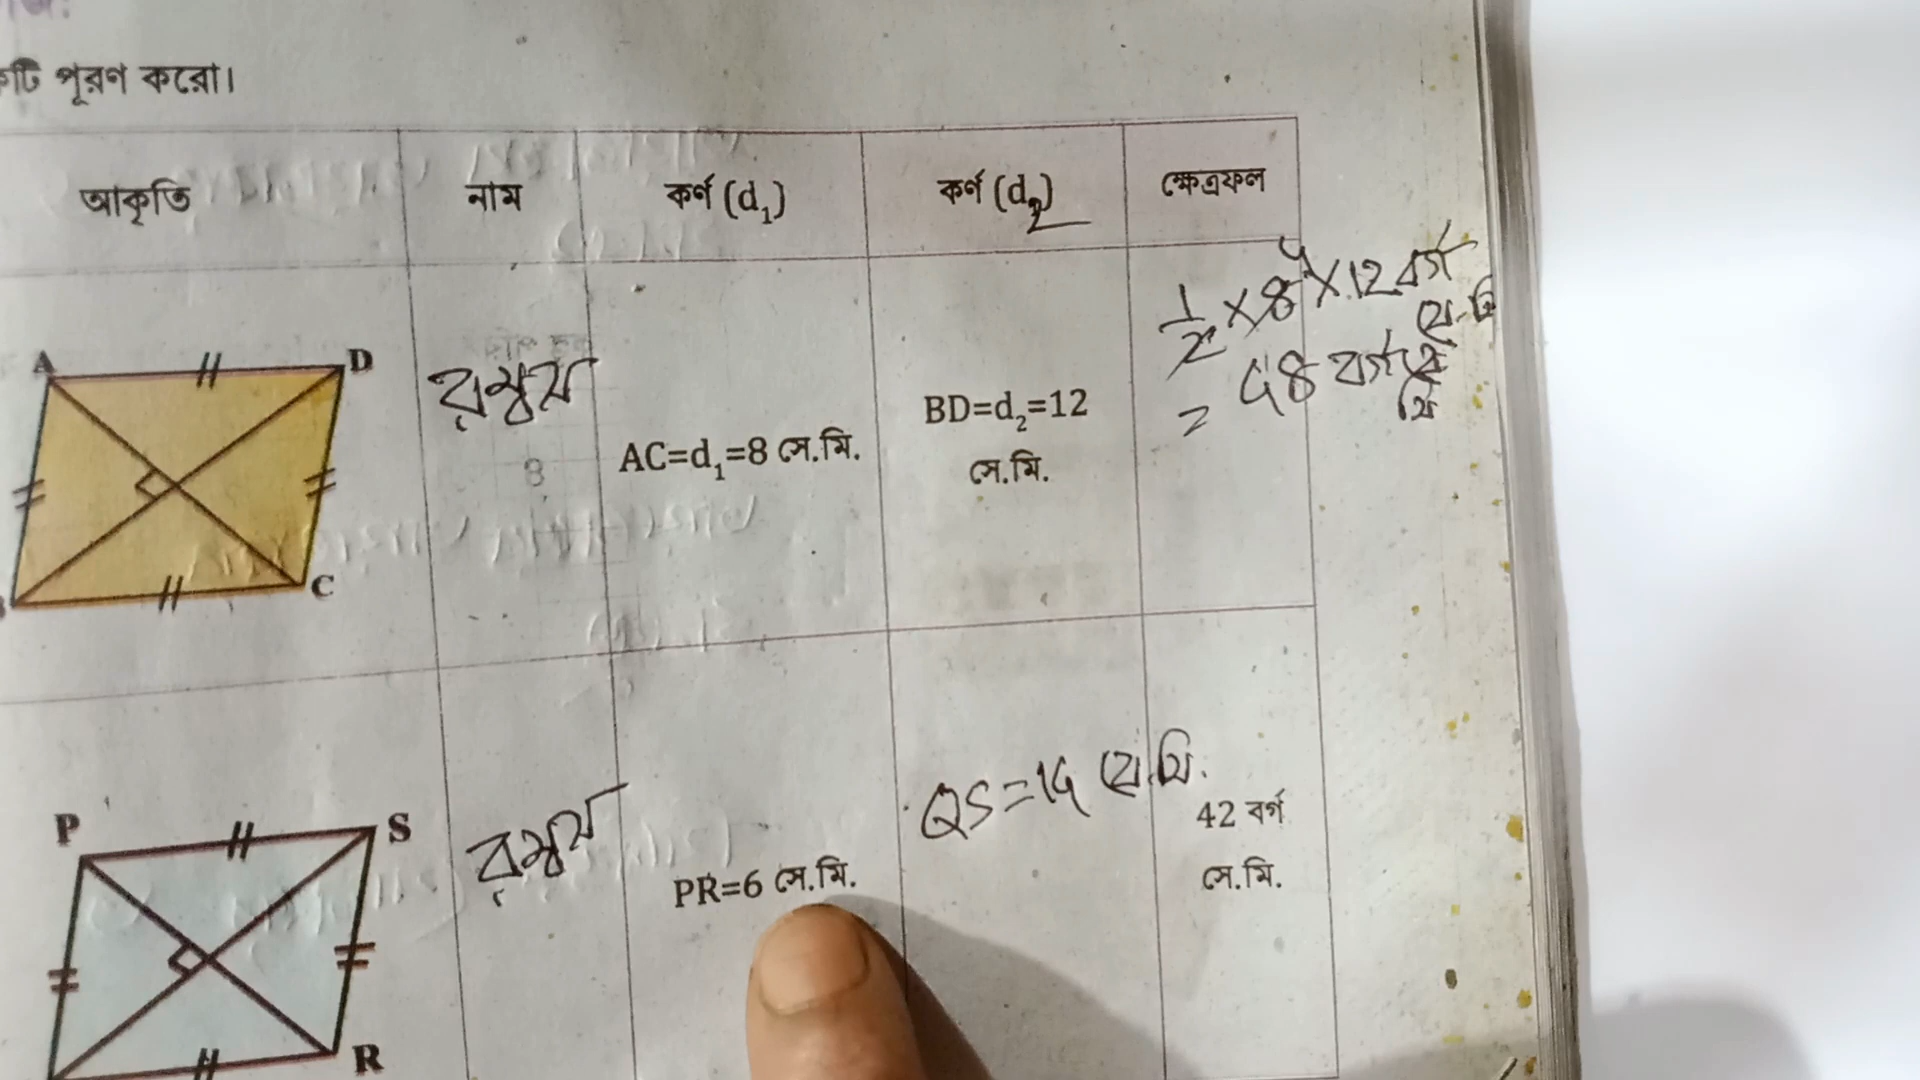 টি পূরণ করো।
আকৃতি
নাম
কর্ণ (d₁)
কর্ণ (d₂)
ক্ষেত্রফল
A
D
C
রম্বস
AC=d₁=8 সে.মি.
BD=d₂=12
সে.মি.
1/2 × 8 4 × 12 বর্গ
সে.মি
= 48 বর্গ সে
মি
P
S
R
রম্বস
PR=6 সে.মি.
QS=14 সে.মি.
42 বর্গ
সে.মি.